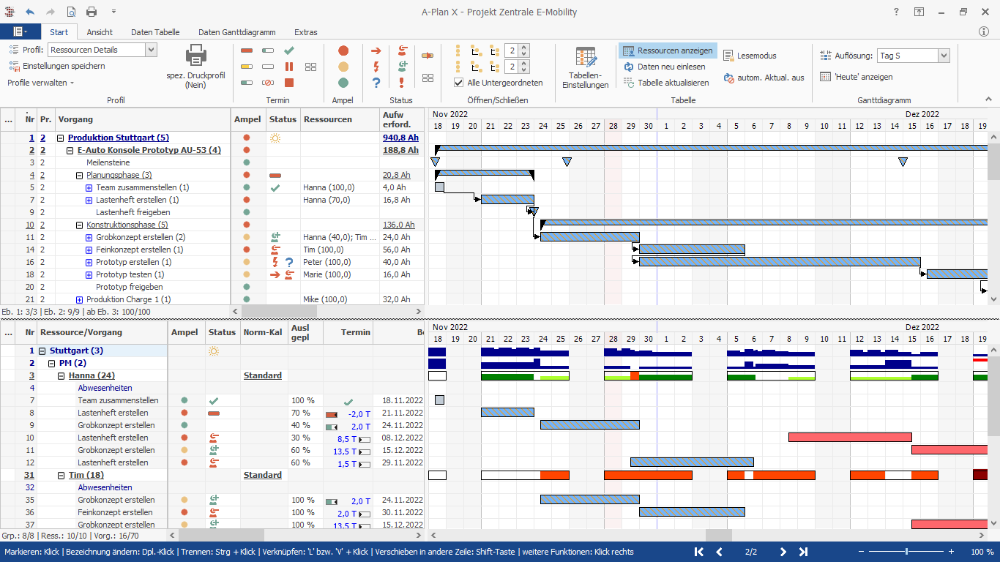 A-Plan X - Projekt Zentrale E-Mobility
?
Start Ansicht Daten Tabelle Daten Ganttdiagramm Extras
Profil: Ressourcen Details
Einstellungen speichern
Profile verwalten
spez. Druckprofil
(Nein)
2
2
Alle Untergeordneten
Tabellen-
Einstellungen
Ressourcen anzeigen
Daten neu einlesen
Tabelle aktualisieren
Lesemodus
autom. Aktual. aus
Auflösung: Tag S
'Heute' anzeigen
Profil Termin Ampel Status Öffnen/Schließen Tabelle Ganttdiagramm
... Nr Pr. Vorgang Ampel Status Ressourcen Aufw
erford.
Nov 2022 Dez 2022
18 19 20 21 22 23 24 25 26 27 28 29 30 1 2 3 4 5 6 7 8 9 10 11 12 13 14 15 16 17 18 19
1 2 Produktion Stuttgart (5) 940,8 Ah
2 2 E-Auto Konsole Prototyp AU-53 (4) 188,8 Ah
3 2 Meilensteine
4 2 Planungsphase (3) 20,8 Ah
5 2 Team zusammenstellen (1) Hanna (100,0) 4,0 Ah
7 2 Lastenheft erstellen (1) Hanna (70,0) 16,8 Ah
9 2 Lastenheft freigeben
10 2 Konstruktionsphase (5) 136,0 Ah
11 2 Grobkonzept erstellen (2) Hanna (40,0); Tim ... 24,0 Ah
14 2 Feinkonzept erstellen (1) Tim (100,0) 56,0 Ah
16 2 Prototyp erstellen (1) ? Peter (100,0) 40,0 Ah
18 2 Prototyp testen (1) Marie (100,0) 16,0 Ah
20 2 Prototyp freigeben
21 2 Produktion Charge 1 (1) Mike (100,0) 32,0 Ah
Eb. 1: 3/3 | Eb. 2: 9/9 | ab Eb. 3: 100/100
... Nr Ressource/Vorgang Ampel Status Norm-Kal Ausl
gepl Termin Be
Nov 2022 Dez 2022
18 19 20 21 22 23 24 25 26 27 28 29 30 1 2 3 4 5 6 7 8 9 10 11 12 13 14 15 16 17 18 19
1 Stuttgart (3)
2 PM (2)
3 Hanna (24) Standard
4 Abwesenheiten
7 Team zusammenstellen 100 % 18.11.2022
8 Lastenheft erstellen 70 % -2,0 T 21.11.2022
9 Grobkonzept erstellen 40 % 2,0 T 24.11.2022
10 Lastenheft erstellen 30 % 8,5 T 08.12.2022
11 Grobkonzept erstellen 60 % 13,5 T 15.12.2022
12 Lastenheft erstellen 60 % 1,5 T 29.11.2022
31 Tim (18) Standard
32 Abwesenheiten
35 Grobkonzept erstellen 100 % 2,0 T 24.11.2022
36 Feinkonzept erstellen 100 % 2,0 T 30.11.2022
37 Grobkonzept erstellen 100 % 13,5 T 15.12.2022
Grp.: 8/8 | Ress.: 10/10 | Vorg.: 16/70
Markieren: Klick | Bezeichnung ändern: Dpl.-Klick | Trennen: Strg + Klick | Verknüpfen: 'L' bzw. 'V' + Klick | Verschieben in andere Zeile: Shift-Taste | weitere Funktionen: Klick rechts 2/2 100 %